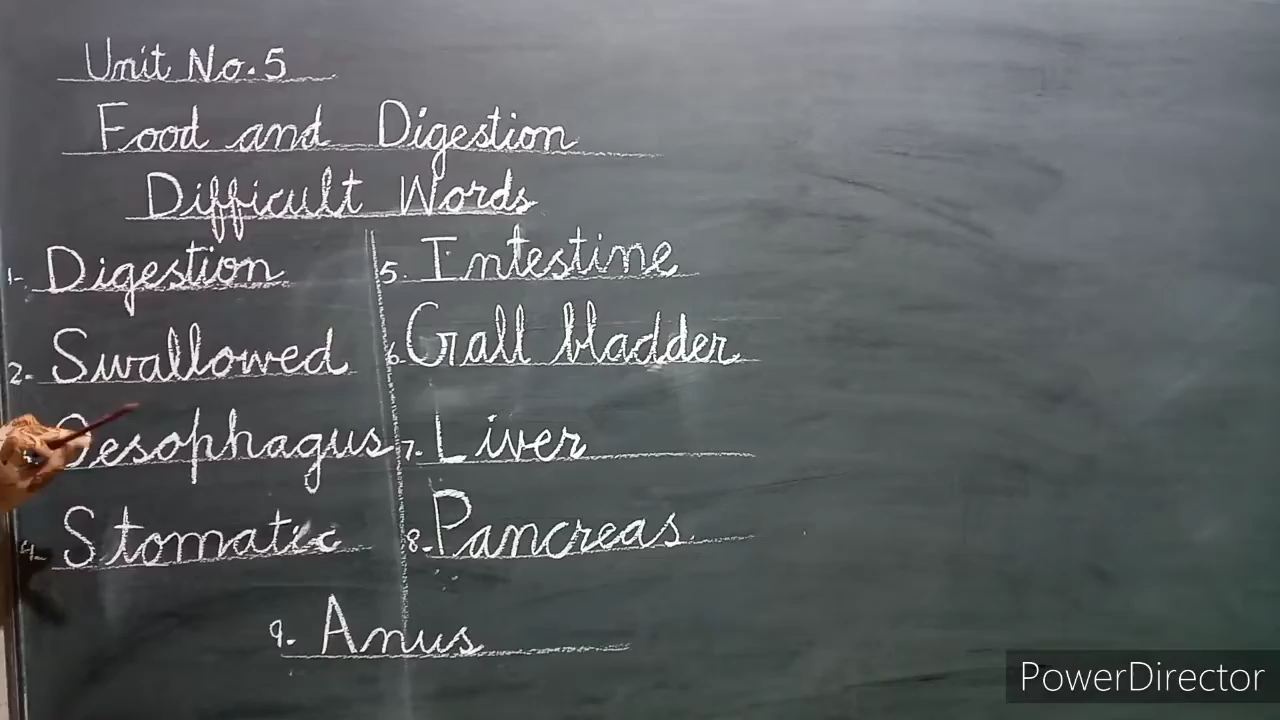 Unit No. 5
Food and Digestion
Difficult Words
1- Digestion
2- Swallowed
Oesophagus
4- Stomatic
5. Intestine
6. Gall bladder
7. Liver
8. Pancreas
9- Anus
PowerDirector